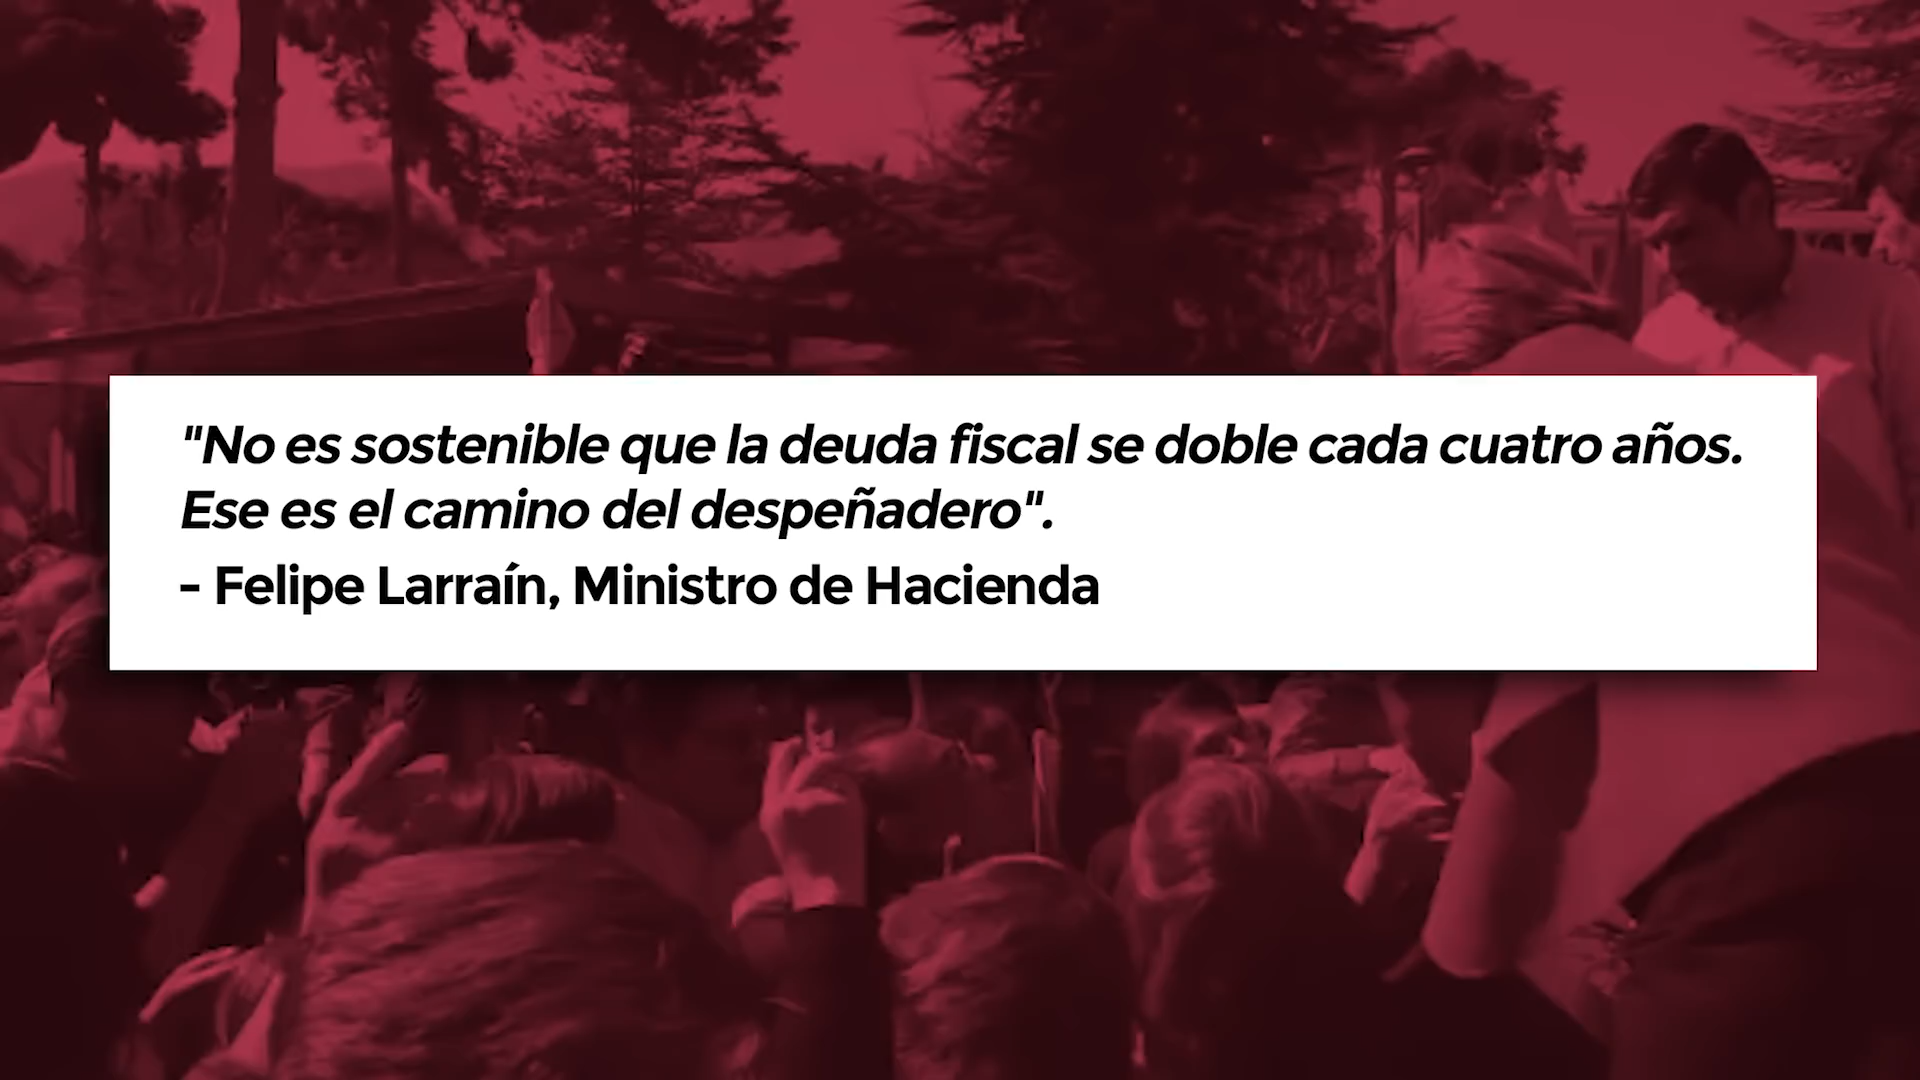 "No es sostenible que la deuda fiscal se doble cada cuatro años.
Ese es el camino del despeñadero".
- Felipe Larraín, Ministro de Hacienda